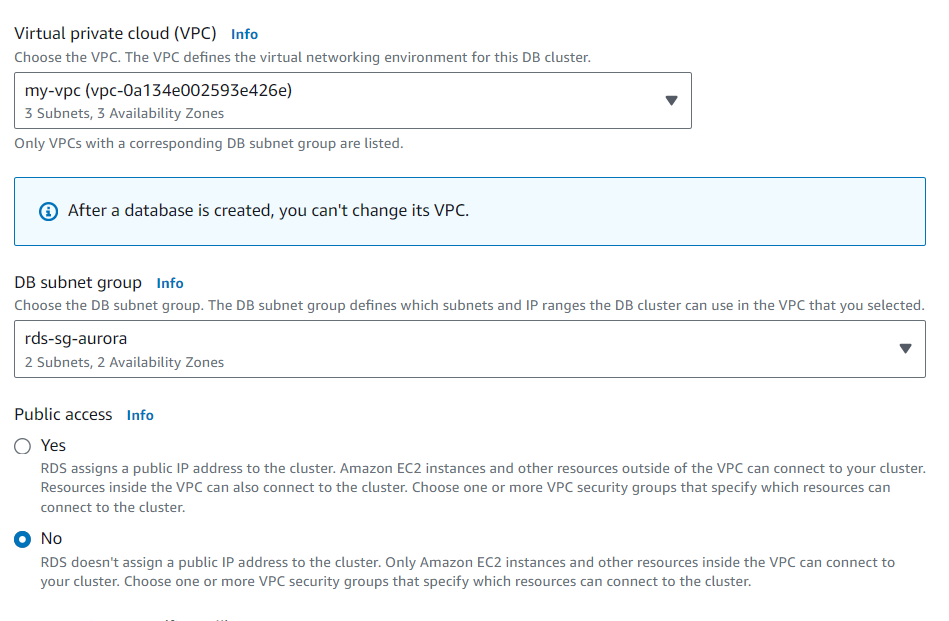 Virtual private cloud (VPC) Info
Choose the VPC. The VPC defines the virtual networking environment for this DB cluster.
my-vpc (vpc-0a134e002593e426e)
3 Subnets, 3 Availability Zones
Only VPCs with a corresponding DB subnet group are listed.
After a database is created, you can't change its VPC.
DB subnet group Info
Choose the DB subnet group. The DB subnet group defines which subnets and IP ranges the DB cluster can use in the VPC that you selected.
rds-sg-aurora
2 Subnets, 2 Availability Zones
Public access Info
Yes
RDS assigns a public IP address to the cluster. Amazon EC2 instances and other resources outside of the VPC can connect to your cluster.
Resources inside the VPC can also connect to the cluster. Choose one or more VPC security groups that specify which resources can
connect to the cluster.
No
RDS doesn't assign a public IP address to the cluster. Only Amazon EC2 instances and other resources inside the VPC can connect to
your cluster. Choose one or more VPC security groups that specify which resources can connect to the cluster.